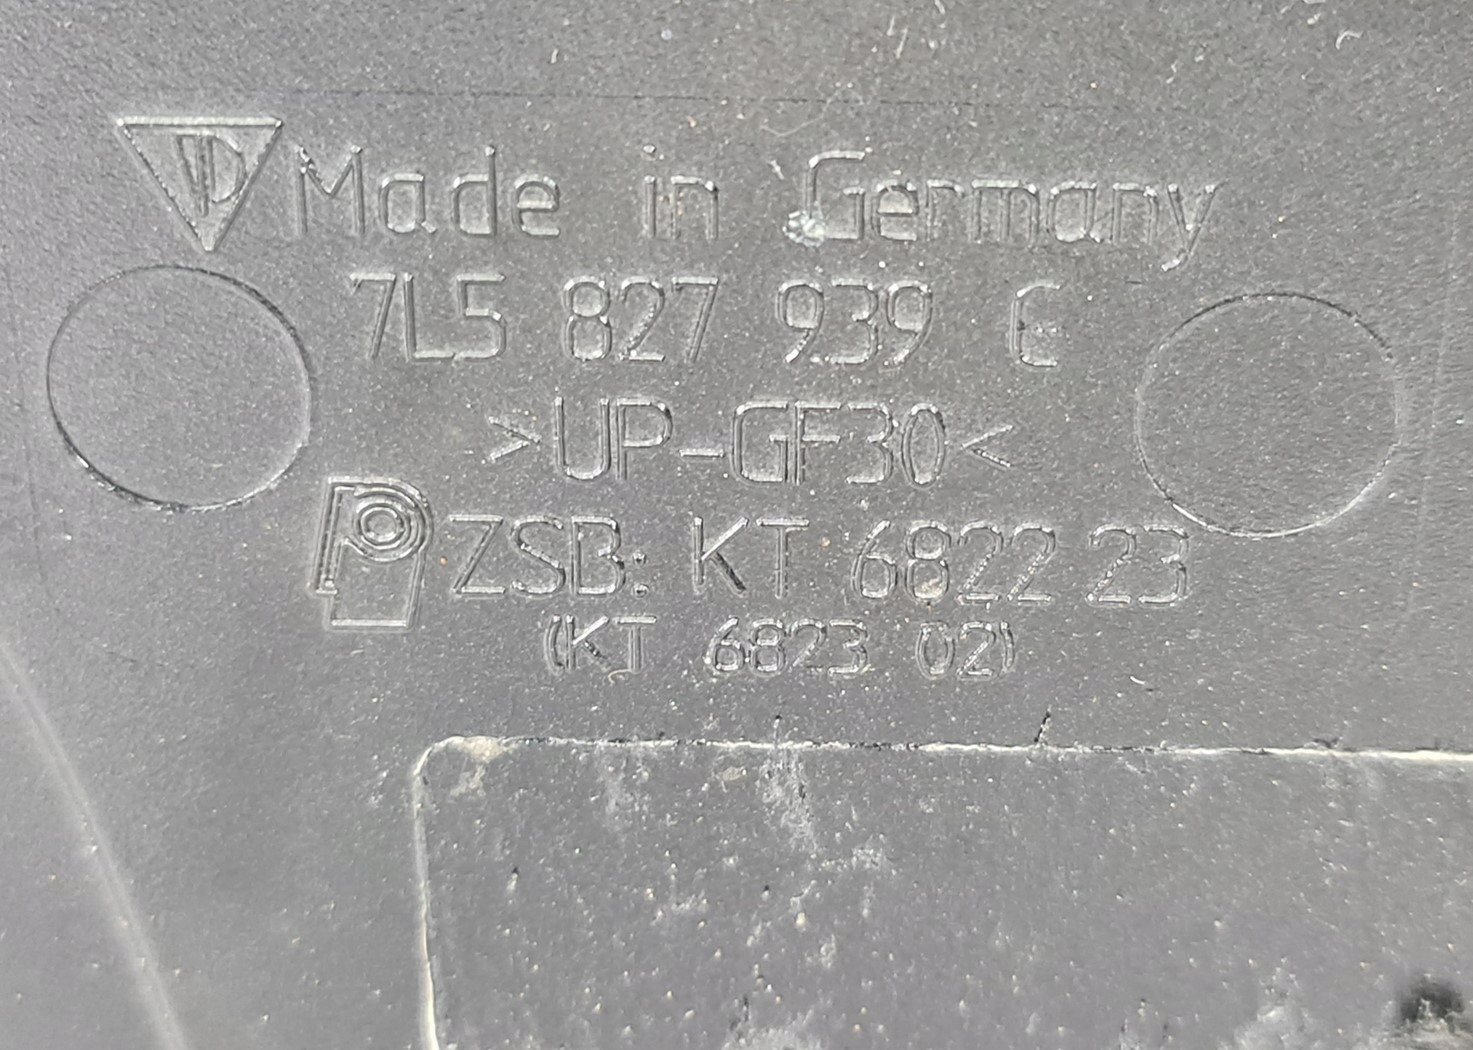 Made in Germany
7L5 827 939 E
>UP-GF30<
ZSB: KT 6822 23
(KT 6823 02)